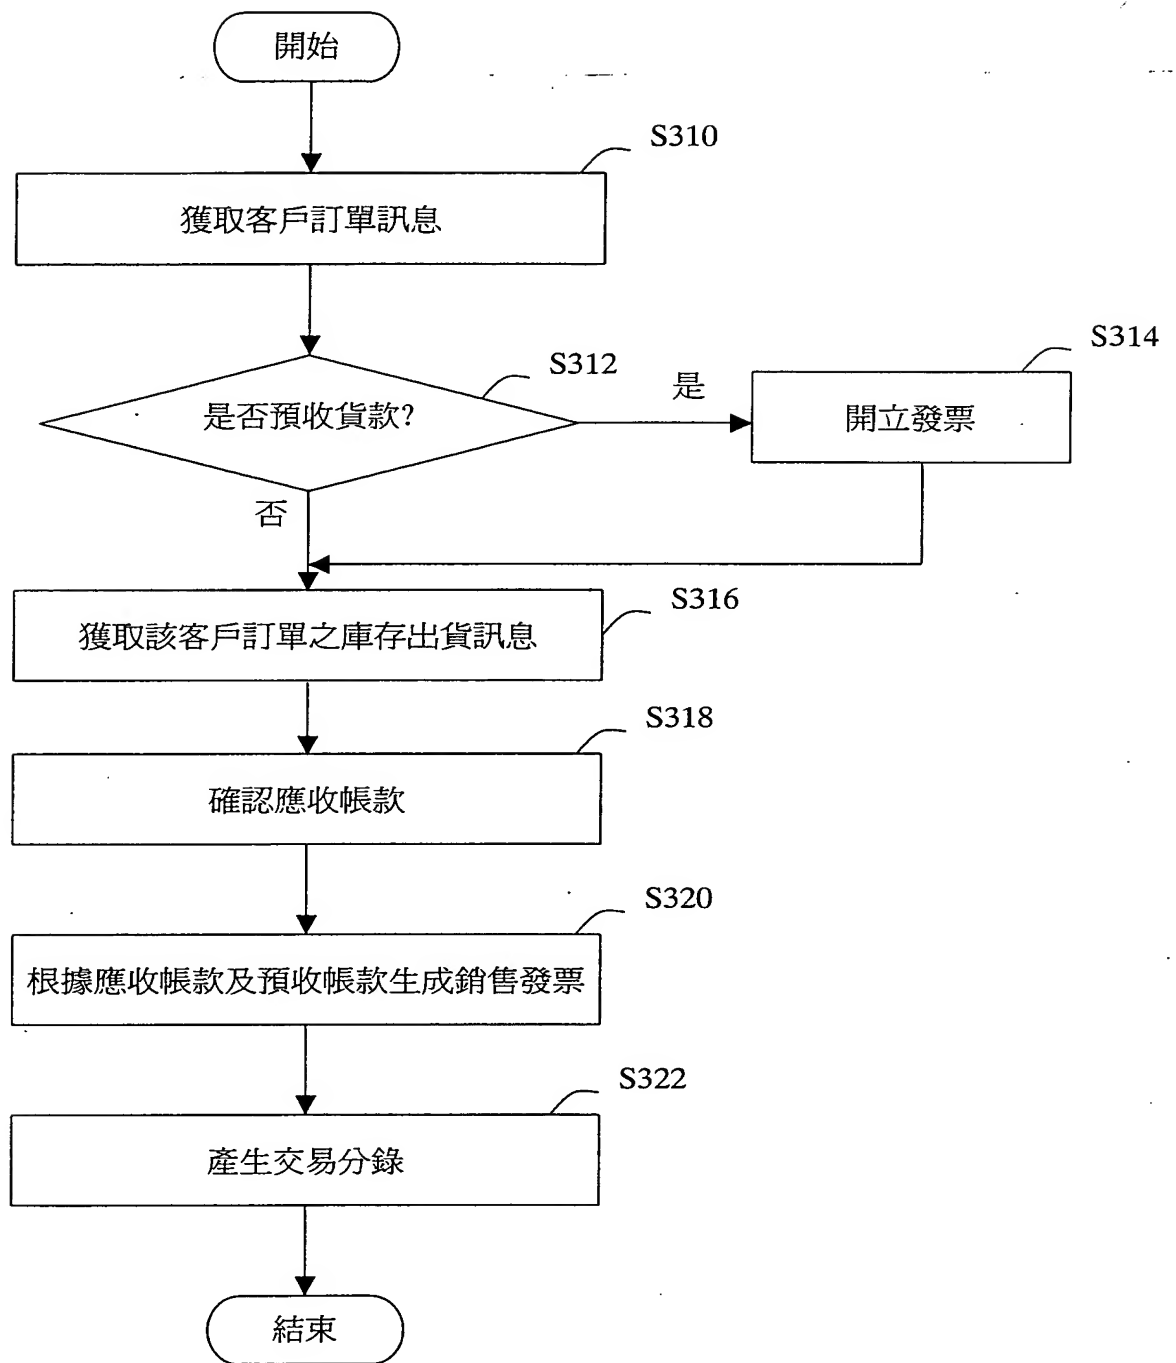 開始
S310
獲取客戶訂單訊息
S312
是否預收貨款?
是
S314
開立發票
否
S316
獲取該客戶訂單之庫存出貨訊息
S318
確認應收帳款
S320
根據應收帳款及預收帳款生成銷售發票
S322
產生交易分錄
結束